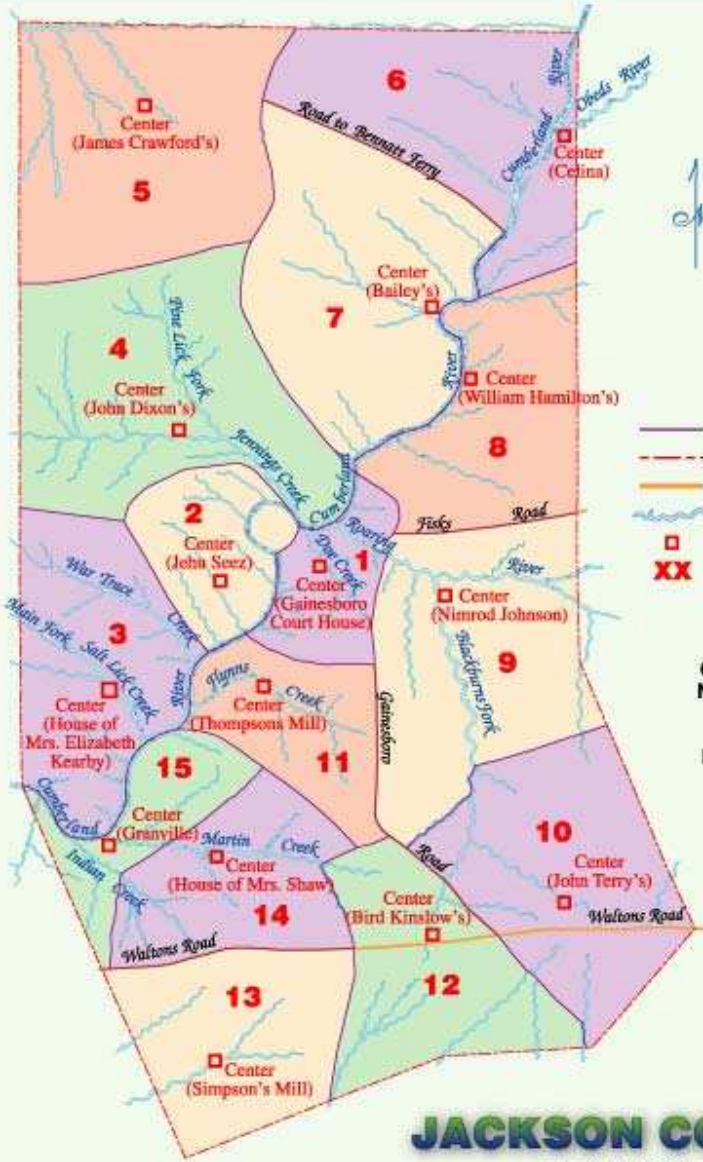 6
River
Obeds River
Cumberland
Road to Bennatt Ferry
Center
(Celina)
Center
(James Crawford's)
5
Center
(Bailey's)
7
River
Center
(William Hamilton's)
8
4
Pine Lick Fork
Center
(John Dixon's)
Jennings Creek
Cumberland
Fisks Road
2
Center
(John Seez)
Roaring
River
Doe Creek
1
Center
(Gainesboro
Court House)
Center
(Nimrod Johnson)
XX
War Trace
Creek
Main Fork Salt Lick Creek
3
River
Center
(House of
Mrs. Elizabeth
Kearby)
Flynns Creek
Center
(Thompsons Mill)
Gainesboro
Blackburns Fork
9
15
11
Cumberland
Center
(Granville)
Martin Creek
Center
(House of Mrs. Shaw)
Road
10
Center
(John Terry's)
Indian Creek
14
Center
(Bird Kinslow's)
Waltons Road
Waltons Road
13
12
Center
(Simpson's Mill)
JACKSON CO